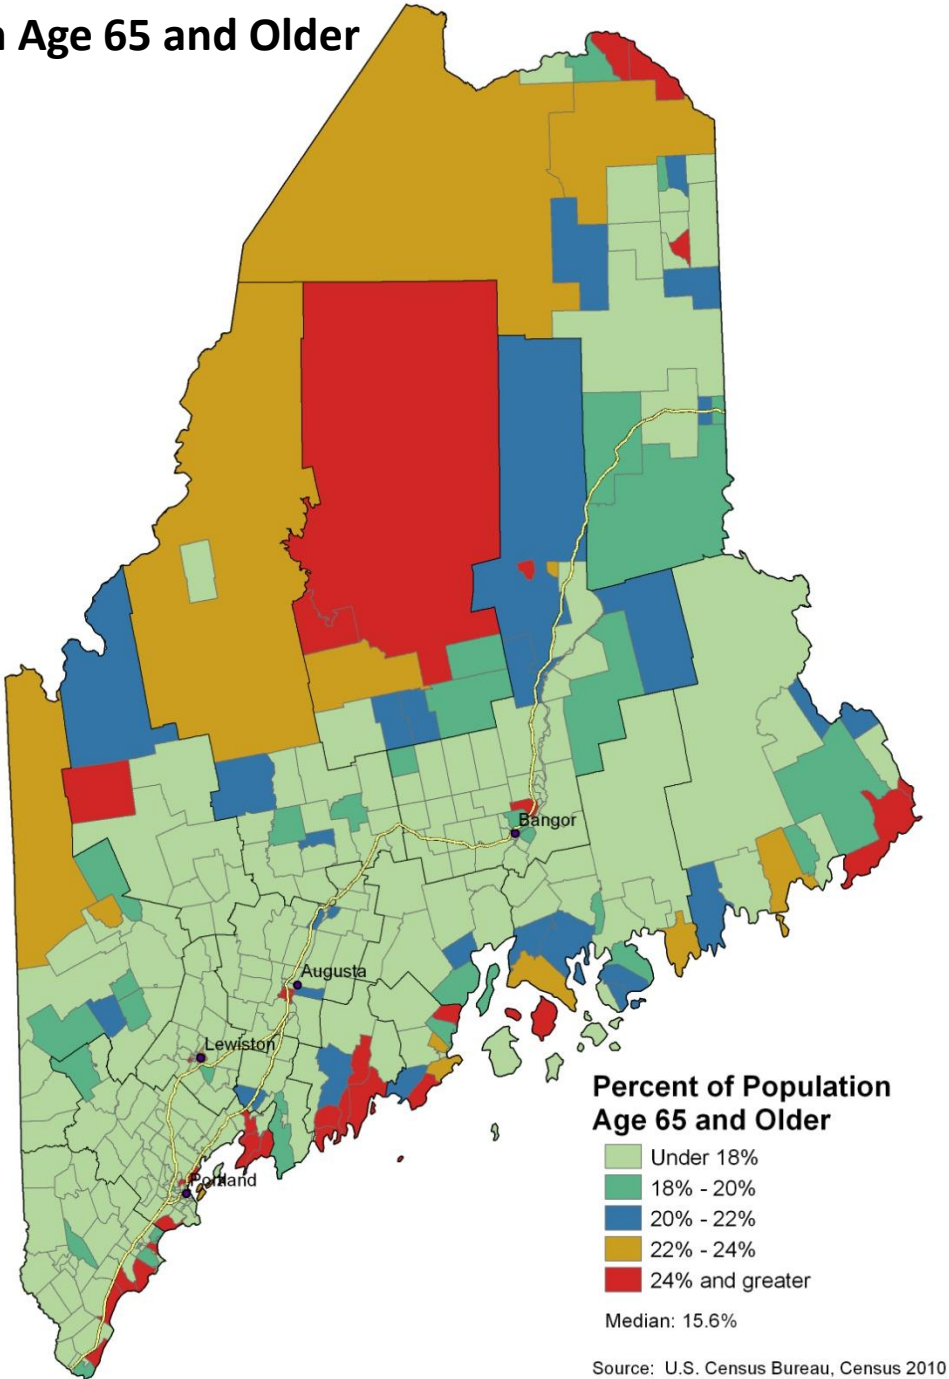 Age 65 and Older
Bangor
Augusta
Lewiston
Portland
Percent of Population
Age 65 and Older
Under 18%
18% - 20%
20% - 22%
22% - 24%
24% and greater
Median: 15.6%
Source: U.S. Census Bureau, Census 2010